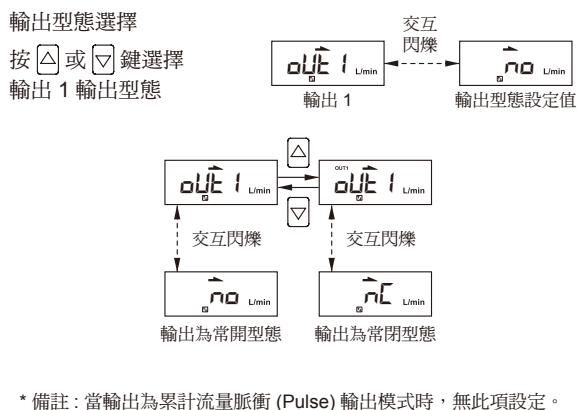 輸出型態選擇
按 △ 或 ▽ 鍵選擇
輸出 1 輸出型態
交互
閃爍
oUt 1 L/min
no L/min
輸出 1
輸出型態設定值
△
oUt 1 L/min
OUT1
oUt 1 L/min
▽
交互閃爍
交互閃爍
no L/min
nC L/min
輸出為常開型態
輸出為常閉型態
* 備註 : 當輸出為累計流量脈衝 (Pulse) 輸出模式時，無此項設定。